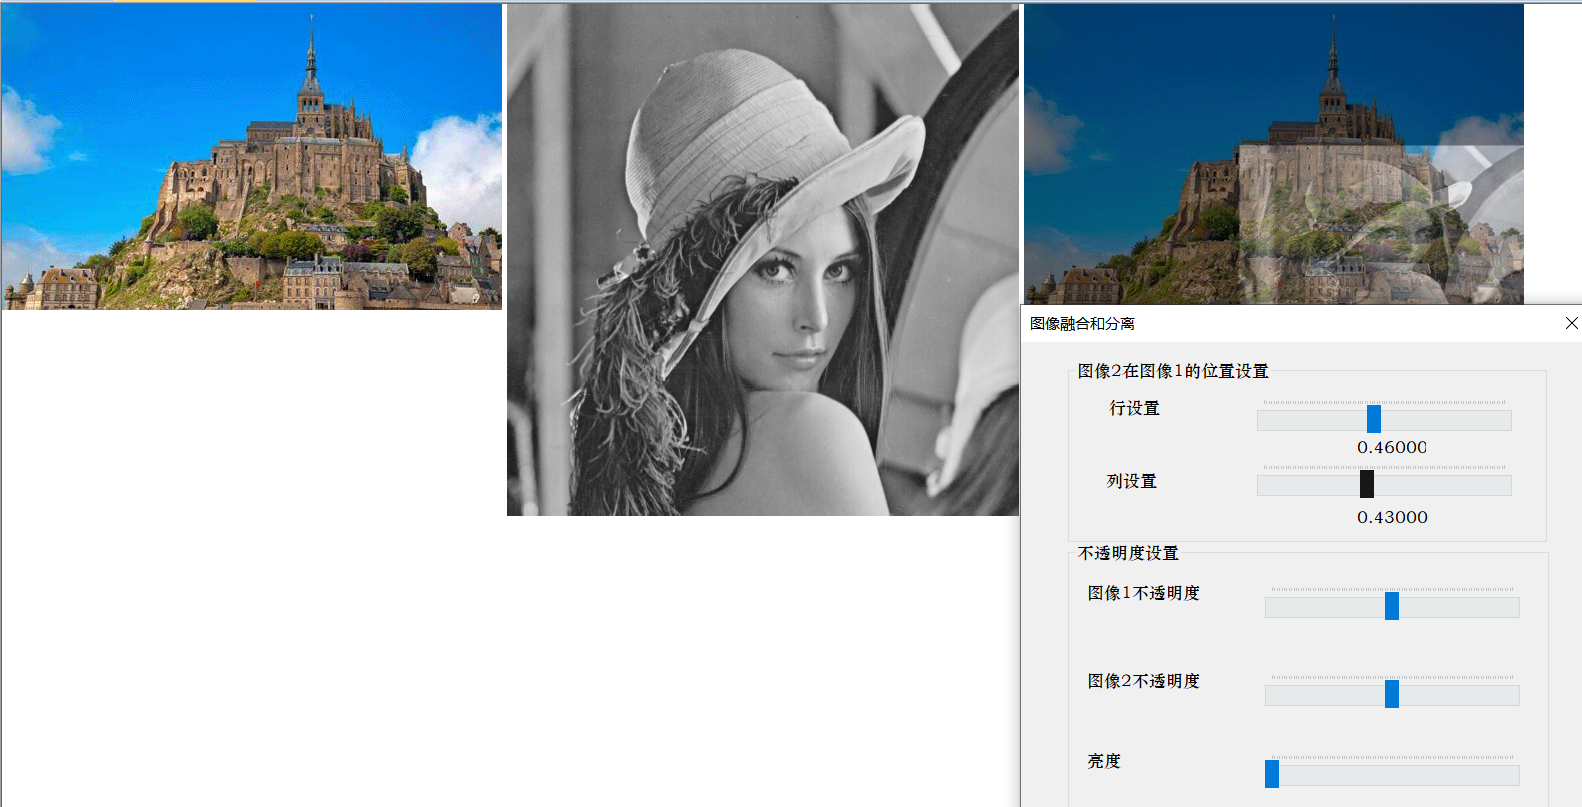 图像融合和分离
图像2在图像1的位置设置
行设置
0.46000
列设置
0.43000
不透明度设置
图像1不透明度
图像2不透明度
亮度